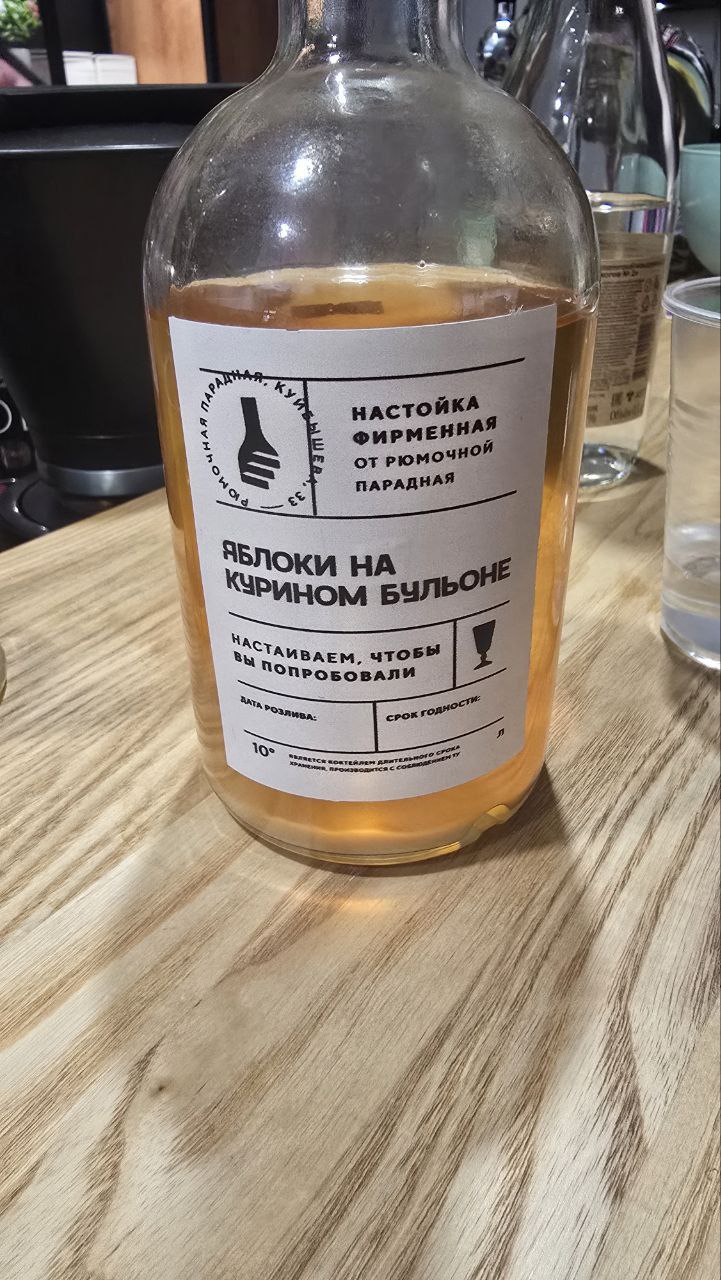 РЮМОЧНАЯ ПАРАДНАЯ, КУЙБЫШЕВА, 33
НАСТОЙКА
ФИРМЕННАЯ
ОТ РЮМОЧНОЙ
ПАРАДНАЯ
ЯБЛОКИ НА
КУРИНОМ БУЛЬОНЕ
НАСТАИВАЕМ, ЧТОБЫ
ВЫ ПОПРОБОВАЛИ
ДАТА РОЗЛИВА:
СРОК ГОДНОСТИ:
Л
10°
ЯВЛЯЕТСЯ КОКТЕЙЛЕМ ДЛИТЕЛЬНОГО СРОКА
ХРАНЕНИЯ, ПРОИЗВОДИТСЯ С СОБЛЮДЕНИЕМ ТУ